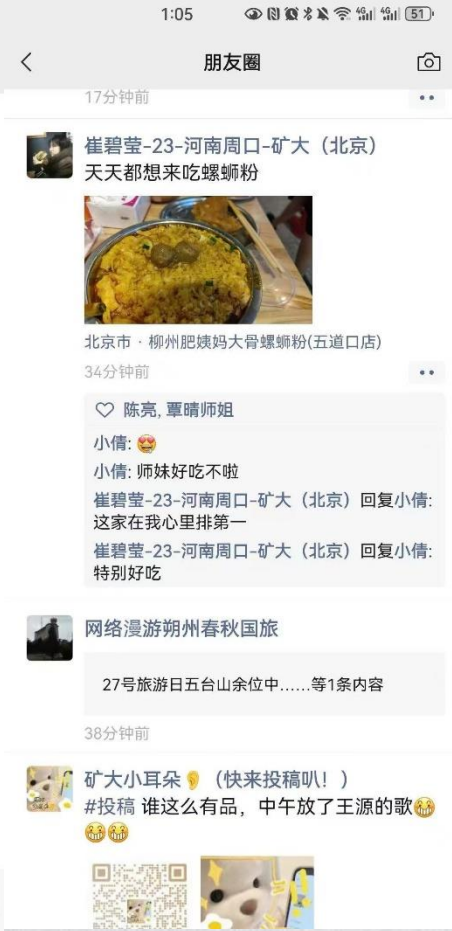 1:05
4G
4G
51
朋友圈
17分钟前
崔碧莹-23-河南周口-矿大（北京）
天天都想来吃螺蛳粉
北京市 · 柳州肥姨妈大骨螺蛳粉(五道口店)
34分钟前
陈亮, 覃晴师姐
小倩: 😍
小倩: 师妹好吃不啦
崔碧莹-23-河南周口-矿大（北京）回复小倩:
这家在我心里排第一
崔碧莹-23-河南周口-矿大（北京）回复小倩:
特别好吃
网络漫游朔州春秋国旅
27号旅游日五台山余位中......等1条内容
38分钟前
矿大小耳朵👂（快来投稿叭！）
#投稿 谁这么有品，中午放了王源的歌😁
😁😁